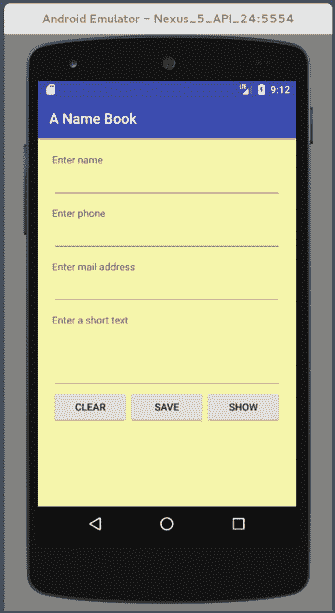 Android Emulator - Nexus_5_API_24:5554
9:12
A Name Book
Enter name
Enter phone
Enter mail address
Enter a short text
CLEAR SAVE SHOW